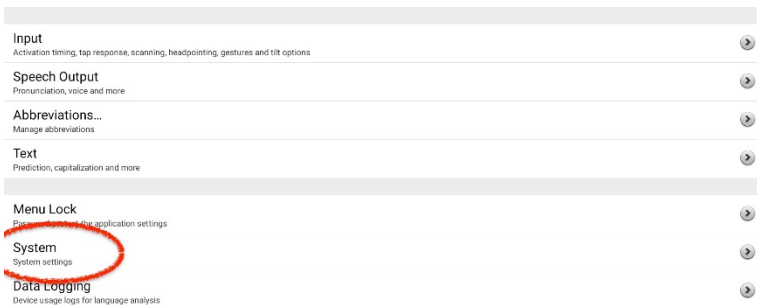 Input
Activation timing, tap response, scanning, headpointing, gestures and tilt options
Speech Output
Pronunciation, voice and more
Abbreviations...
Manage abbreviations
Text
Prediction, capitalization and more
Menu Lock
the application settings
System
System settings
Data Logging
Device usage logs for language analysis